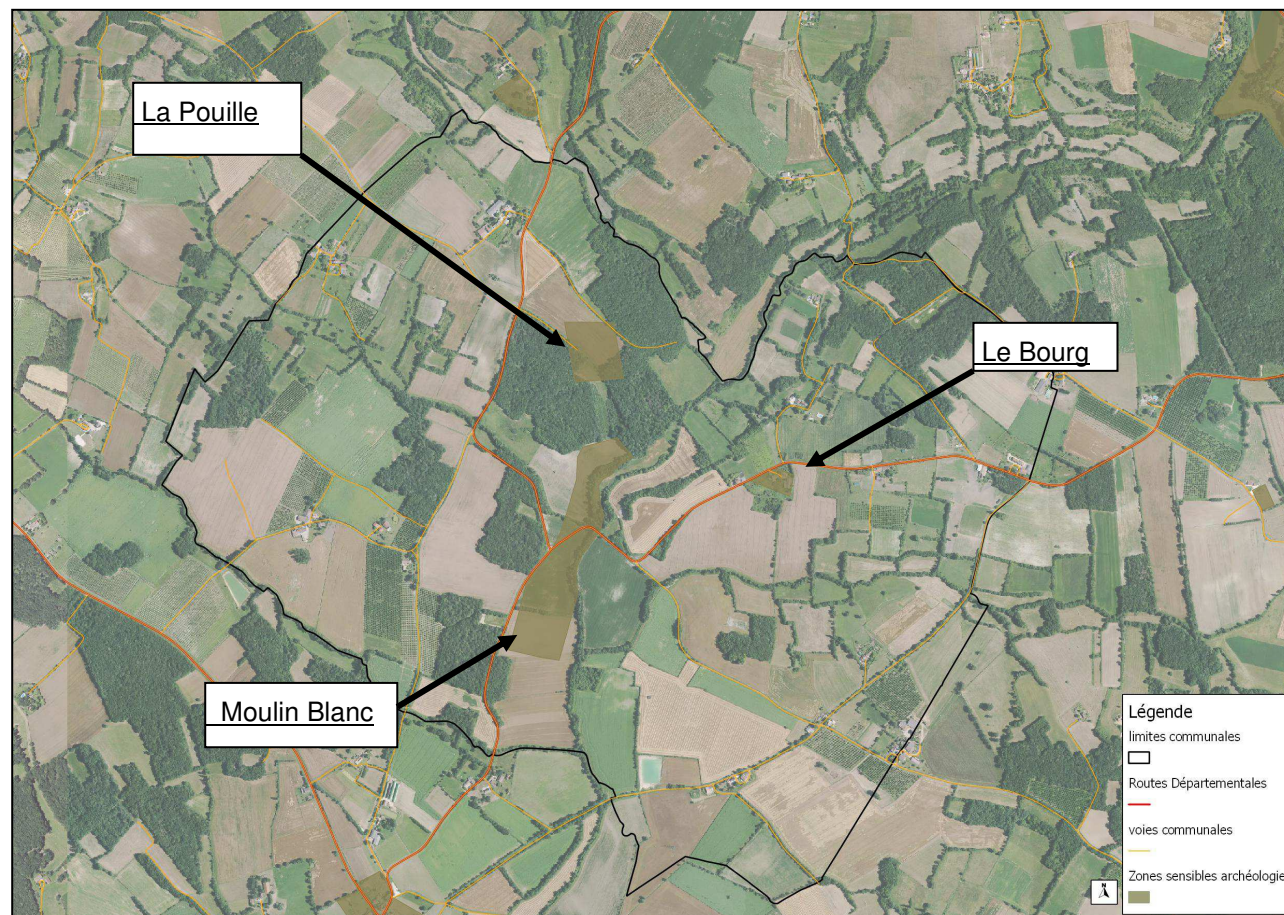 La Pouille
Le Bourg
Moulin Blanc
Légende
limites communales
Routes Départementales
voies communales
Zones sensibles archéologie